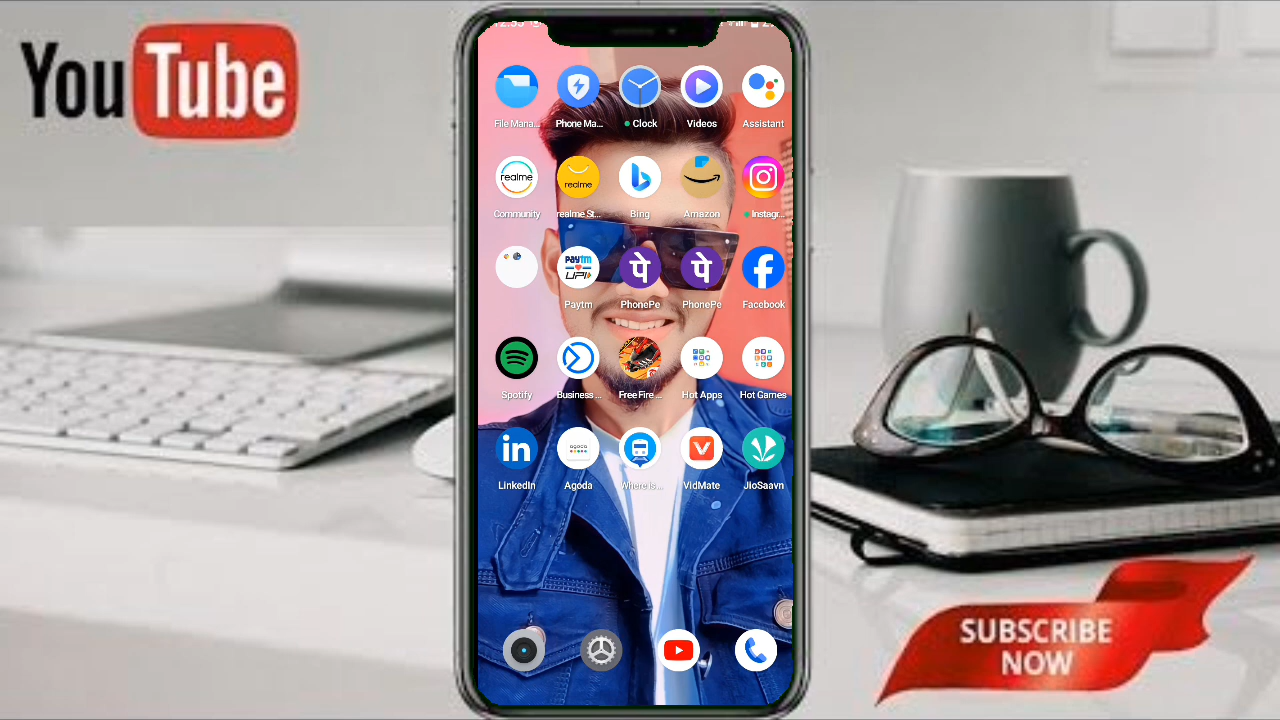 YouTube
File Mana...
Phone Ma...
Clock
Videos
Assistant
realme
realme
Community
realme St...
Bing
Amazon
Instagr...
paytm
UPI
पे
पे
Paytm
PhonePe
PhonePe
Facebook
Spotify
Business ...
Free Fire ...
Hot Apps
Hot Games
in
agoda
LinkedIn
Agoda
Where is ...
VidMate
JioSaavn
SUBSCRIBE
NOW